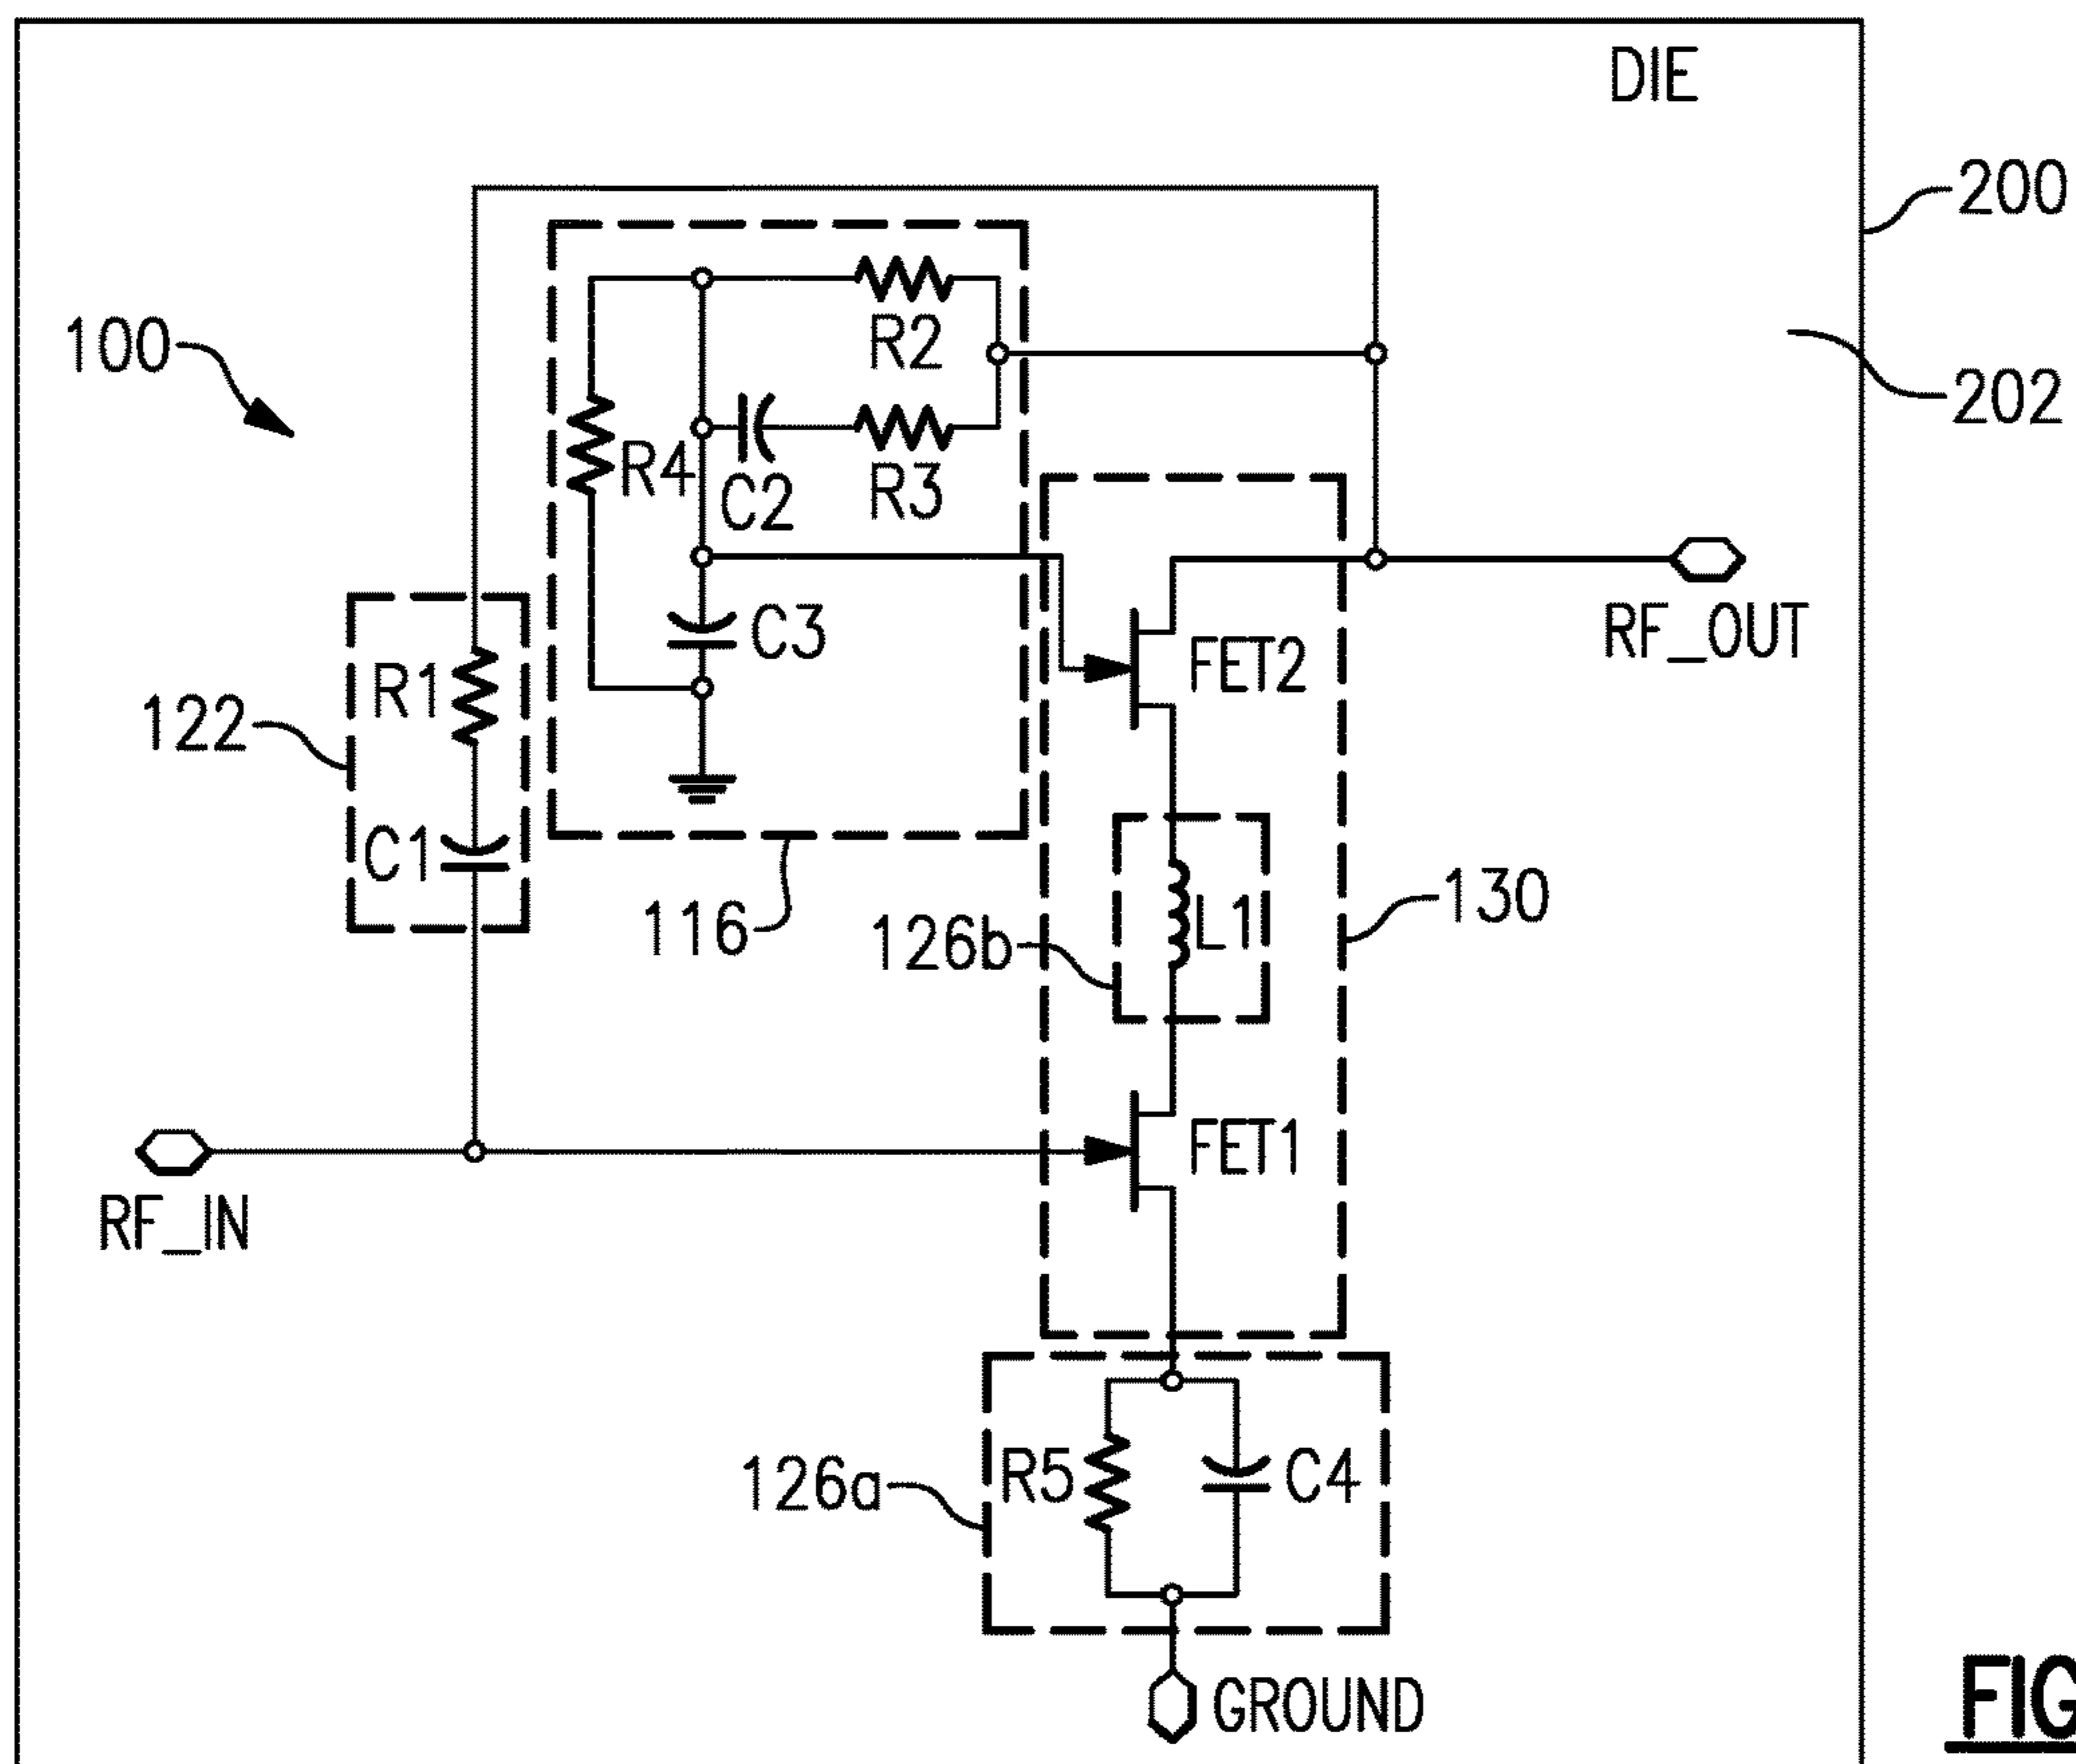 DIE
200
100
R2
202
R4
C2
R3
C3
FET2
RF_OUT
R1
122
C1
116
126b
L1
130
FET1
RF_IN
126a
R5
C4
GROUND
FIG